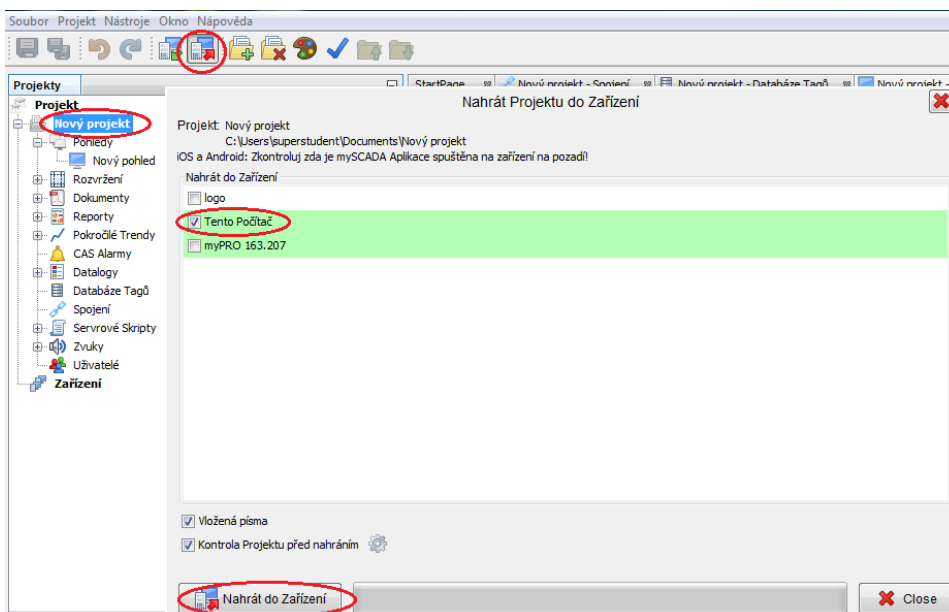 Soubor Projekt Nástroje Okno Nápověda
Projekty
StartPage
Nový projekt - Spojení
Nový projekt - Databáze Tagů
Nový projekt -
Projekt
Nový projekt
Pohledy
Nový pohled
Rozvržení
Dokumenty
Reporty
Pokročilé Trendy
CAS Alarmy
Datalogy
Databáze Tagů
Spojení
Servrové Skripty
Zvuky
Uživatelé
Zařízení
Nahrát Projektu do Zařízení
Projekt: Nový projekt
C:\Users\superstudent\Documents\Nový projekt
iOS a Android: Zkontroluj zda je mySCADA Aplikace spuštěna na zařízení na pozadí!
Nahrát do Zařízení
logo
Tento Počítač
myPRO 163.207
Vložená písma
Kontrola Projektu před nahráním
Nahrát do Zařízení
Close